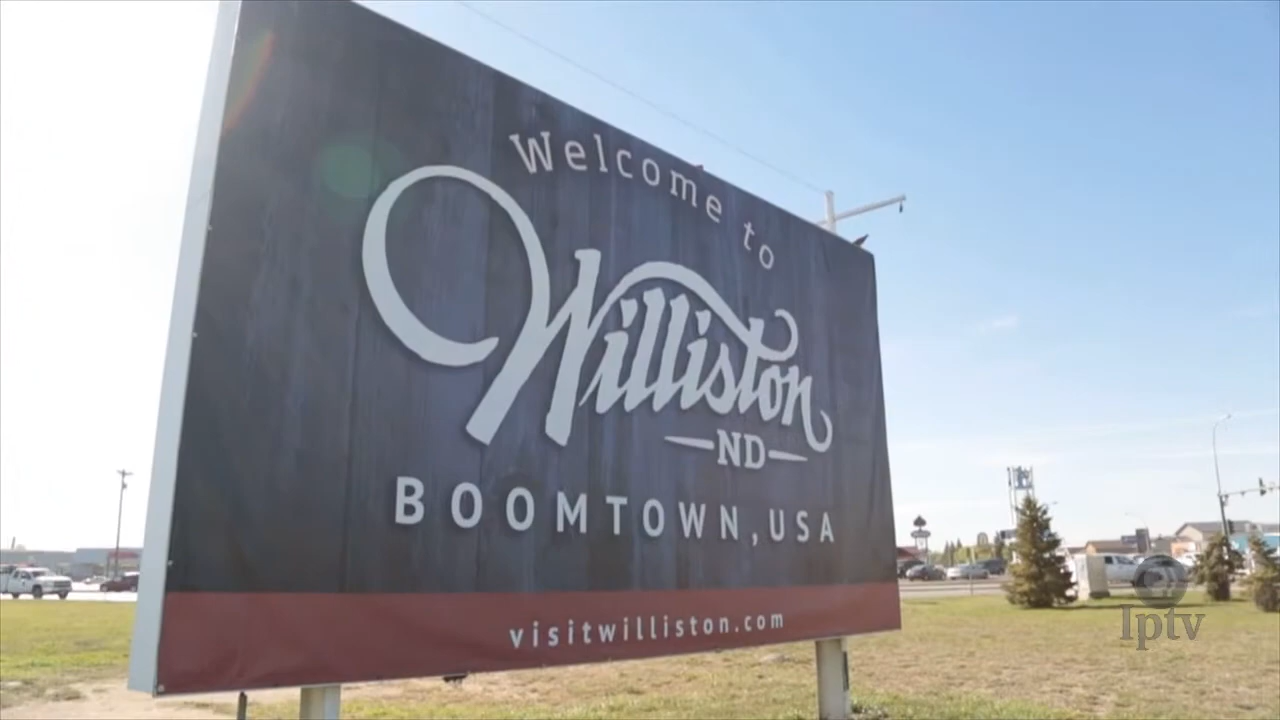 Welcome to
Williston
ND
BOOMTOWN, USA
visitwilliston.com
Iptv